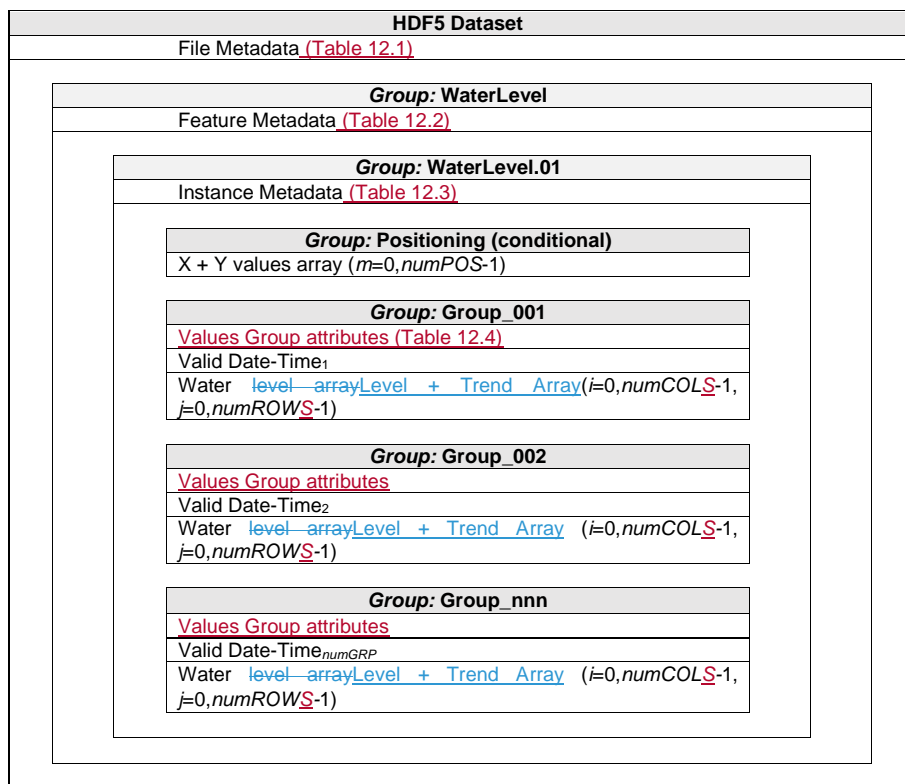 HDF5 Dataset
File Metadata (Table 12.1)
Group: WaterLevel
Feature Metadata (Table 12.2)
Group: WaterLevel.01
Instance Metadata (Table 12.3)
Group: Positioning (conditional)
X + Y values array (m=0,numPOS-1)
Group: Group_001
Values Group attributes (Table 12.4)
Valid Date-Time1
Water level arrayLevel + Trend Array(i=0,numCOLS-1,
j=0,numROWS-1)
Group: Group_002
Values Group attributes
Valid Date-Time2
Water level arrayLevel + Trend Array (i=0,numCOLS-1,
j=0,numROWS-1)
Group: Group_nnn
Values Group attributes
Valid Date-TimenumGRP
Water level arrayLevel + Trend Array (i=0,numCOLS-1,
j=0,numROWS-1)